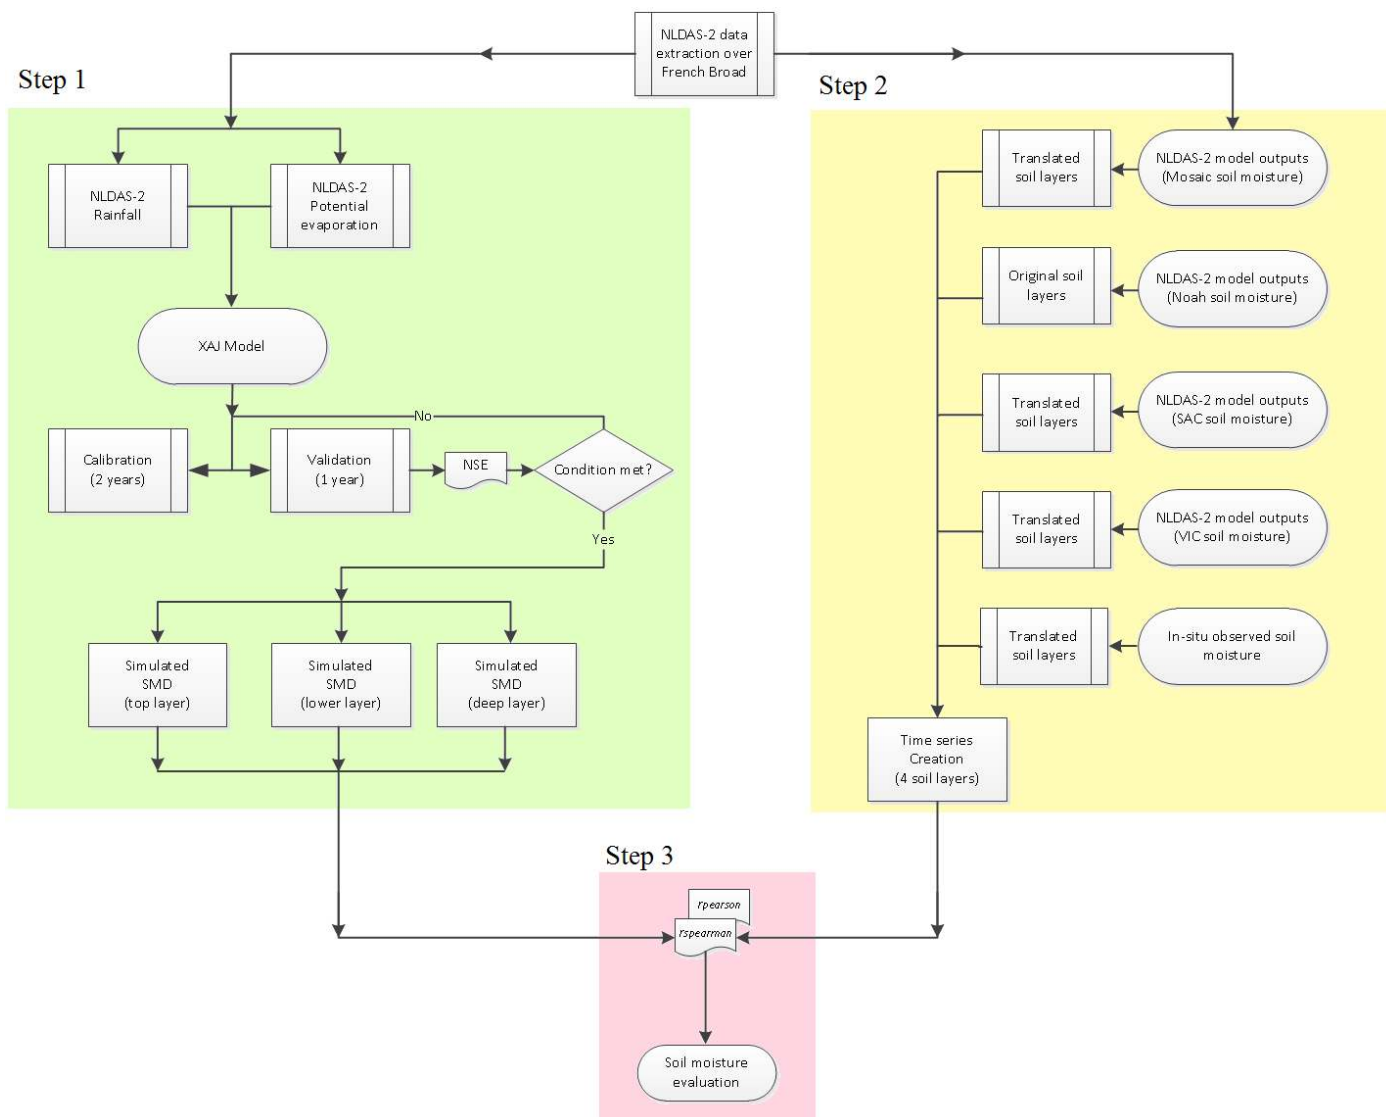 NLDAS-2 data
extraction over
French Broad
Step 1
NLDAS-2
Rainfall
NLDAS-2
Potential
evaporation
XAJ Model
No
Calibration
(2 years)
Validation
(1 year)
NSE
Condition met?
Yes
Simulated
SMD
(top layer)
Simulated
SMD
(lower layer)
Simulated
SMD
(deep layer)
Step 2
Translated
soil layers
NLDAS-2 model outputs
(Mosaic soil moisture)
Original soil
layers
NLDAS-2 model outputs
(Noah soil moisture)
Translated
soil layers
NLDAS-2 model outputs
(SAC soil moisture)
Translated
soil layers
NLDAS-2 model outputs
(VIC soil moisture)
Translated
soil layers
In-situ observed soil
moisture
Time series
Creation
(4 soil layers)
Step 3
rpearson
rspearman
Soil moisture
evaluation